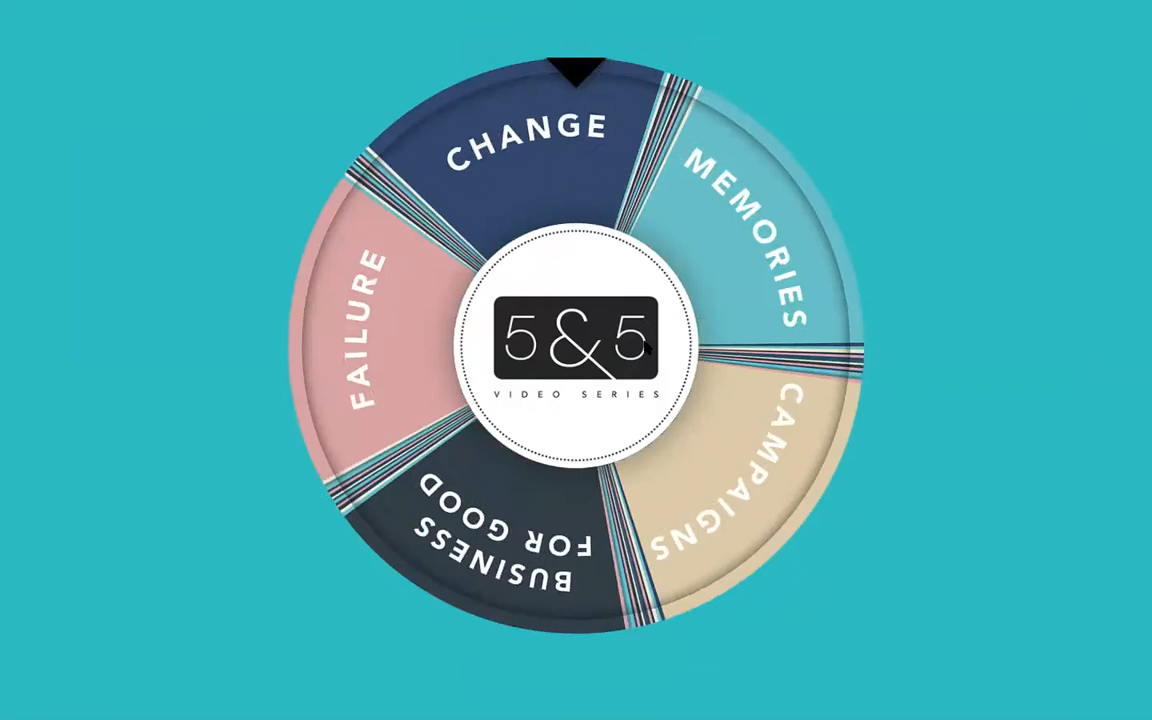 CHANGE
MEMORIES
CAMPAIGNS
BUSINESS
FOR GOOD
FAILURE
5&5
VIDEO SERIES